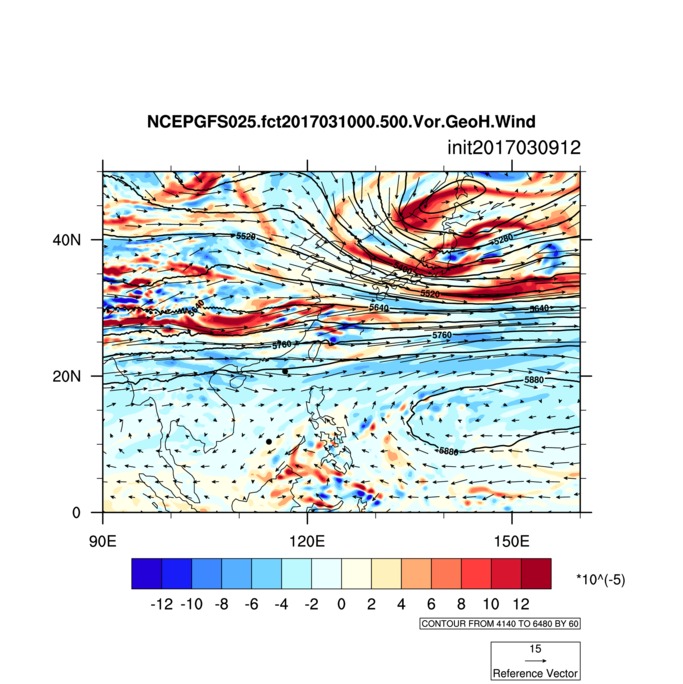 NCEPGFS025.fct2017031000.500.Vor.GeoH.Wind
init2017030912
40N
20N
0
90E 120E 150E
5520
5280
5520
5640
5640
5640
5760
5760
5880
5880
-12 -10 -8 -6 -4 -2 0 2 4 6 8 10 12
*10^(-5)
CONTOUR FROM 4140 TO 6480 BY 60
15
Reference Vector